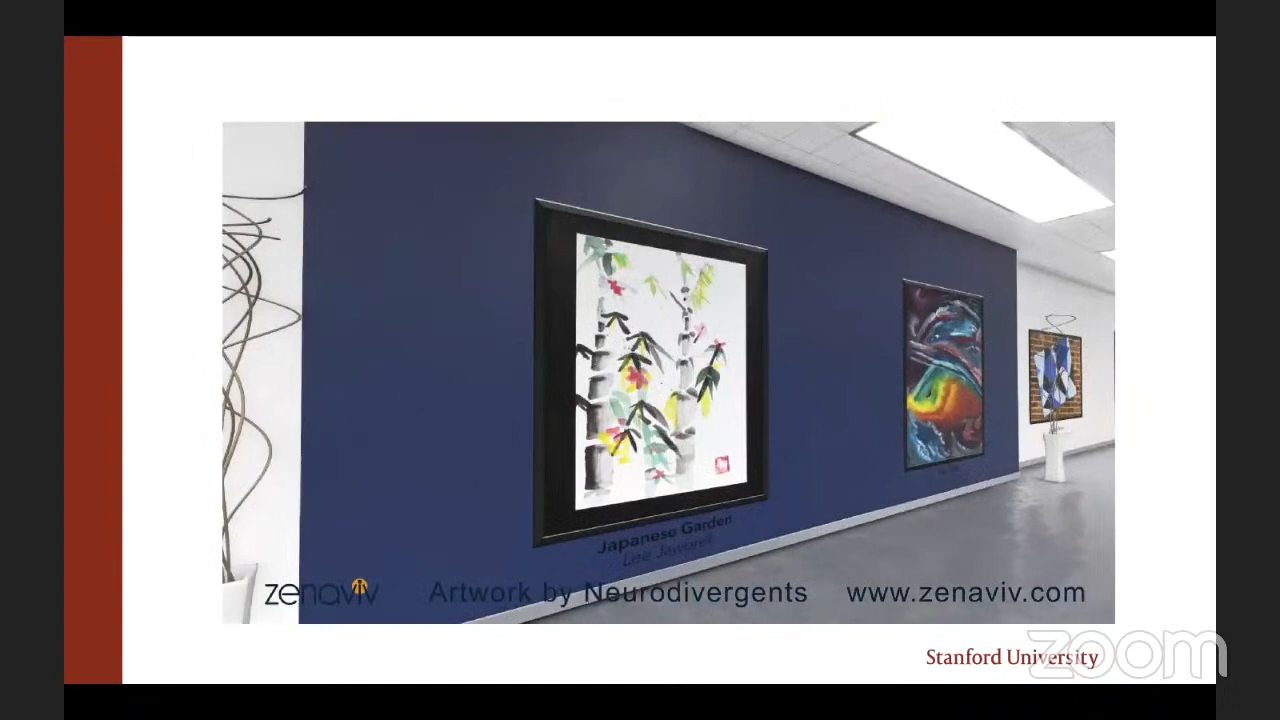 Japanese Garden
zenaviv Artwork by Neurodivergents www.zenaviv.com
Stanford University
zoom